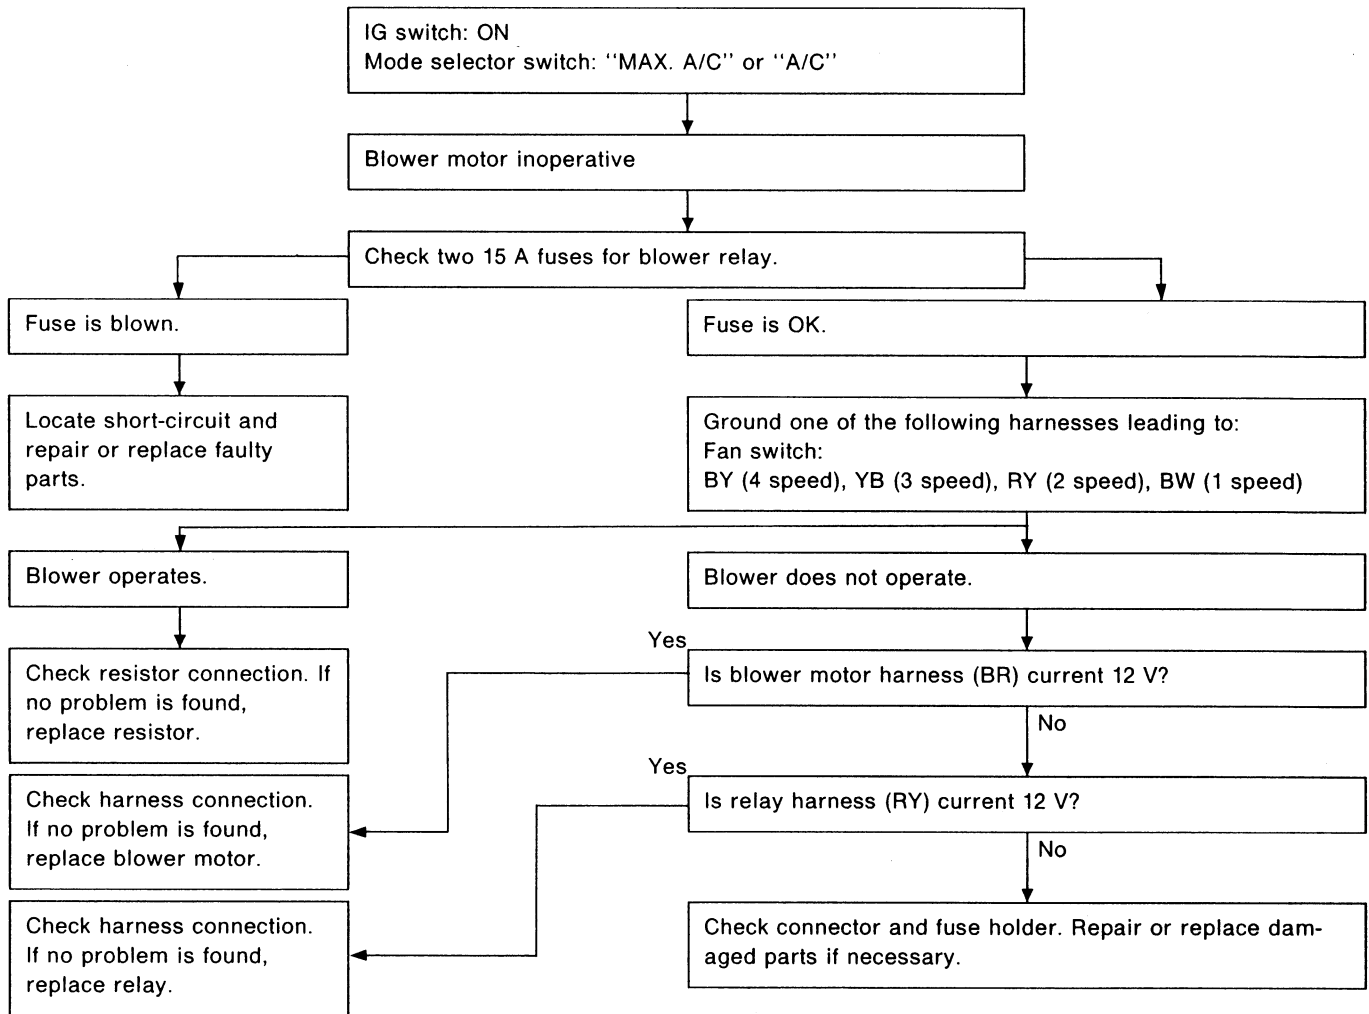 IG switch: ON
Mode selector switch: "MAX. A/C" or "A/C"
Blower motor inoperative
Check two 15 A fuses for blower relay.
Fuse is blown.
Fuse is OK.
Locate short-circuit and
repair or replace faulty
parts.
Ground one of the following harnesses leading to:
Fan switch:
BY (4 speed), YB (3 speed), RY (2 speed), BW (1 speed)
Blower operates.
Blower does not operate.
Check resistor connection. If
no problem is found,
replace resistor.
Yes
Is blower motor harness (BR) current 12 V?
No
Check harness connection.
If no problem is found,
replace blower motor.
Yes
Is relay harness (RY) current 12 V?
No
Check harness connection.
If no problem is found,
replace relay.
Check connector and fuse holder. Repair or replace dam-
aged parts if necessary.